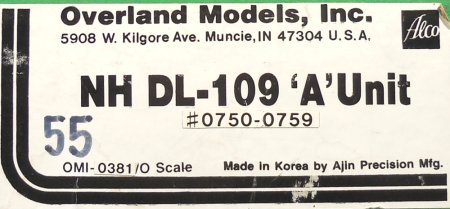 Overland Models, Inc.
5908 W. Kilgore Ave. Muncie, IN 47304 U.S.A.
Alco
NH DL-109 'A' Unit
#0750-0759
55
OMI-0381/O Scale
Made in Korea by Ajin Precision Mfg.